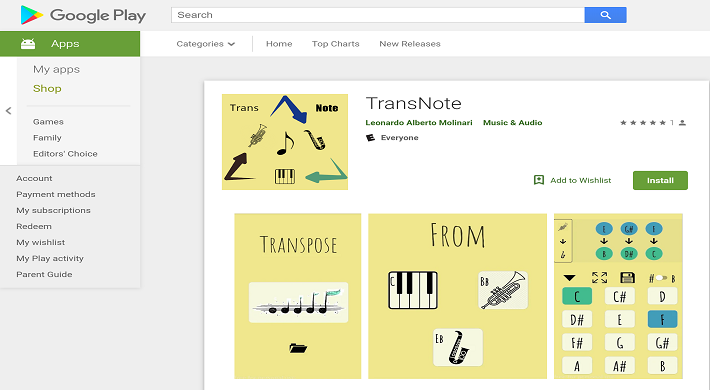 Google Play
Search
Apps
Categories Home Top Charts New Releases
My apps
Shop
Games
Family
Editors' Choice
Account
Payment methods
My subscriptions
Redeem
My wishlist
My Play activity
Parent Guide
Trans Note
TransNote
Leonardo Alberto Molinari Music & Audio
1
E Everyone
Add to Wishlist Install
TRANSPOSE
FROM
C
Bb
Eb
E G# E
B D# C
# B
C C# D
D# E F
F# G G#
A A# B